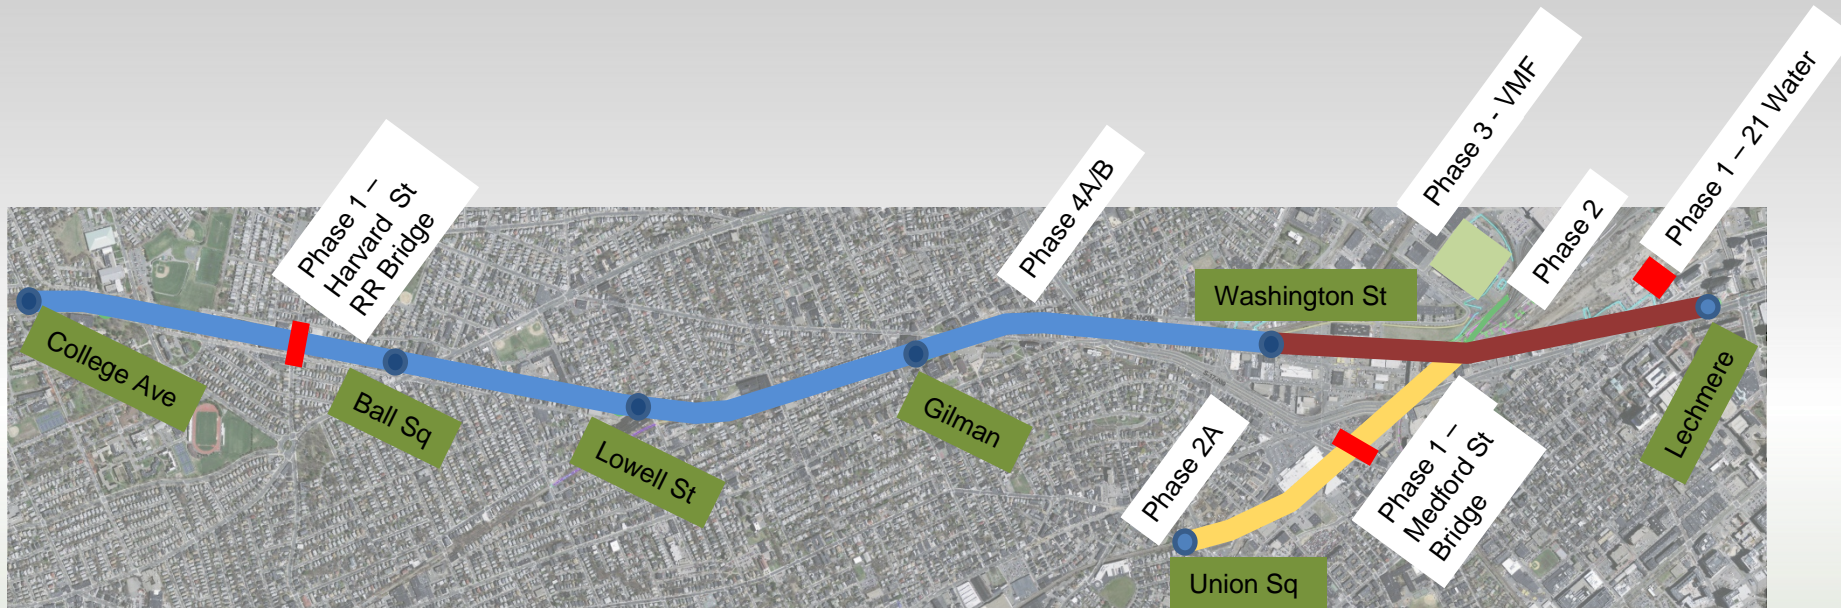 Phase 1 –
Harvard St
RR Bridge
Phase 4A/B
Phase 3 - VMF
Phase 2
Phase 1 – 21 Water
Washington St
College Ave
Ball Sq
Lowell St
Gilman
Lechmere
Phase 2A
Phase 1 –
Medford St
Bridge
Union Sq